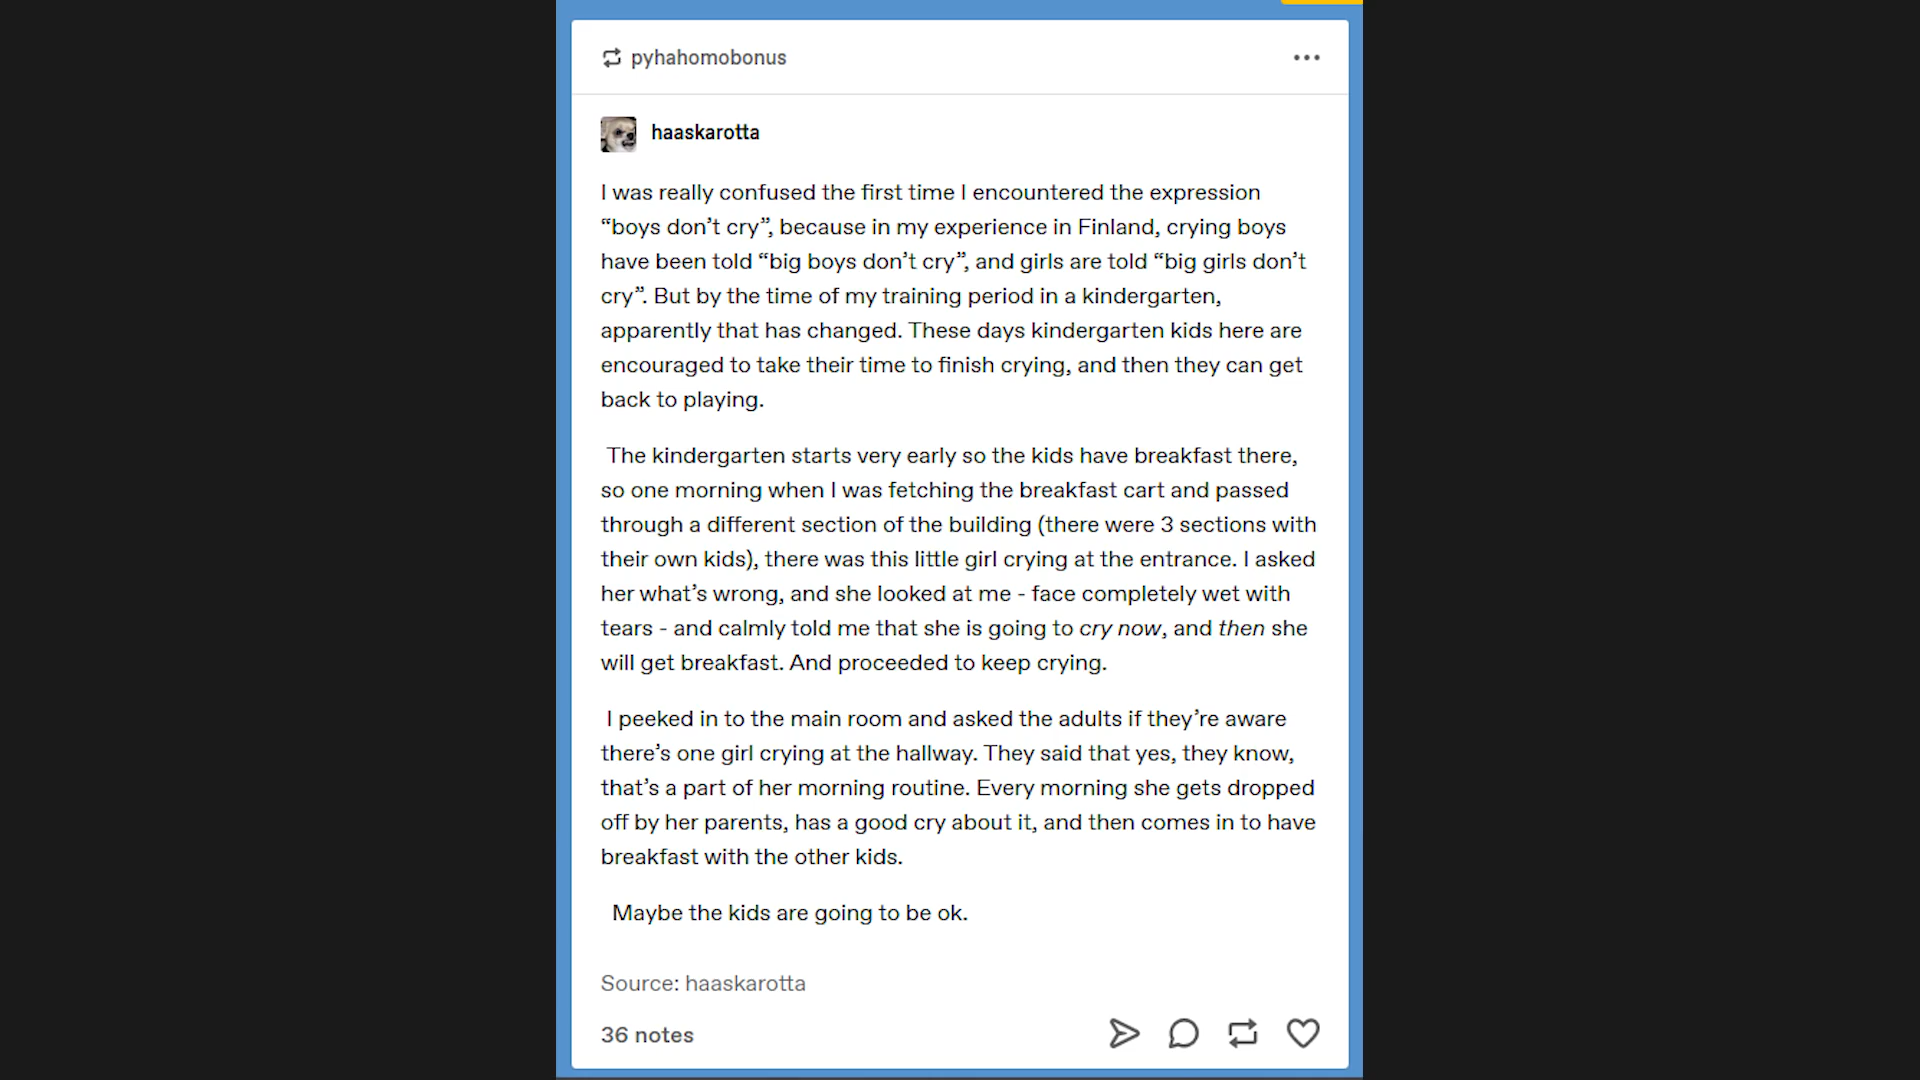 pyhahomobonus
haaskarotta
I was really confused the first time I encountered the expression
“boys don’t cry”, because in my experience in Finland, crying boys
have been told “big boys don’t cry”, and girls are told “big girls don’t
cry”. But by the time of my training period in a kindergarten,
apparently that has changed. These days kindergarten kids here are
encouraged to take their time to finish crying, and then they can get
back to playing.
The kindergarten starts very early so the kids have breakfast there,
so one morning when I was fetching the breakfast cart and passed
through a different section of the building (there were 3 sections with
their own kids), there was this little girl crying at the entrance. I asked
her what’s wrong, and she looked at me - face completely wet with
tears - and calmly told me that she is going to cry now, and then she
will get breakfast. And proceeded to keep crying.
I peeked in to the main room and asked the adults if they’re aware
there’s one girl crying at the hallway. They said that yes, they know,
that’s a part of her morning routine. Every morning she gets dropped
off by her parents, has a good cry about it, and then comes in to have
breakfast with the other kids.
Maybe the kids are going to be ok.
Source: haaskarotta
36 notes